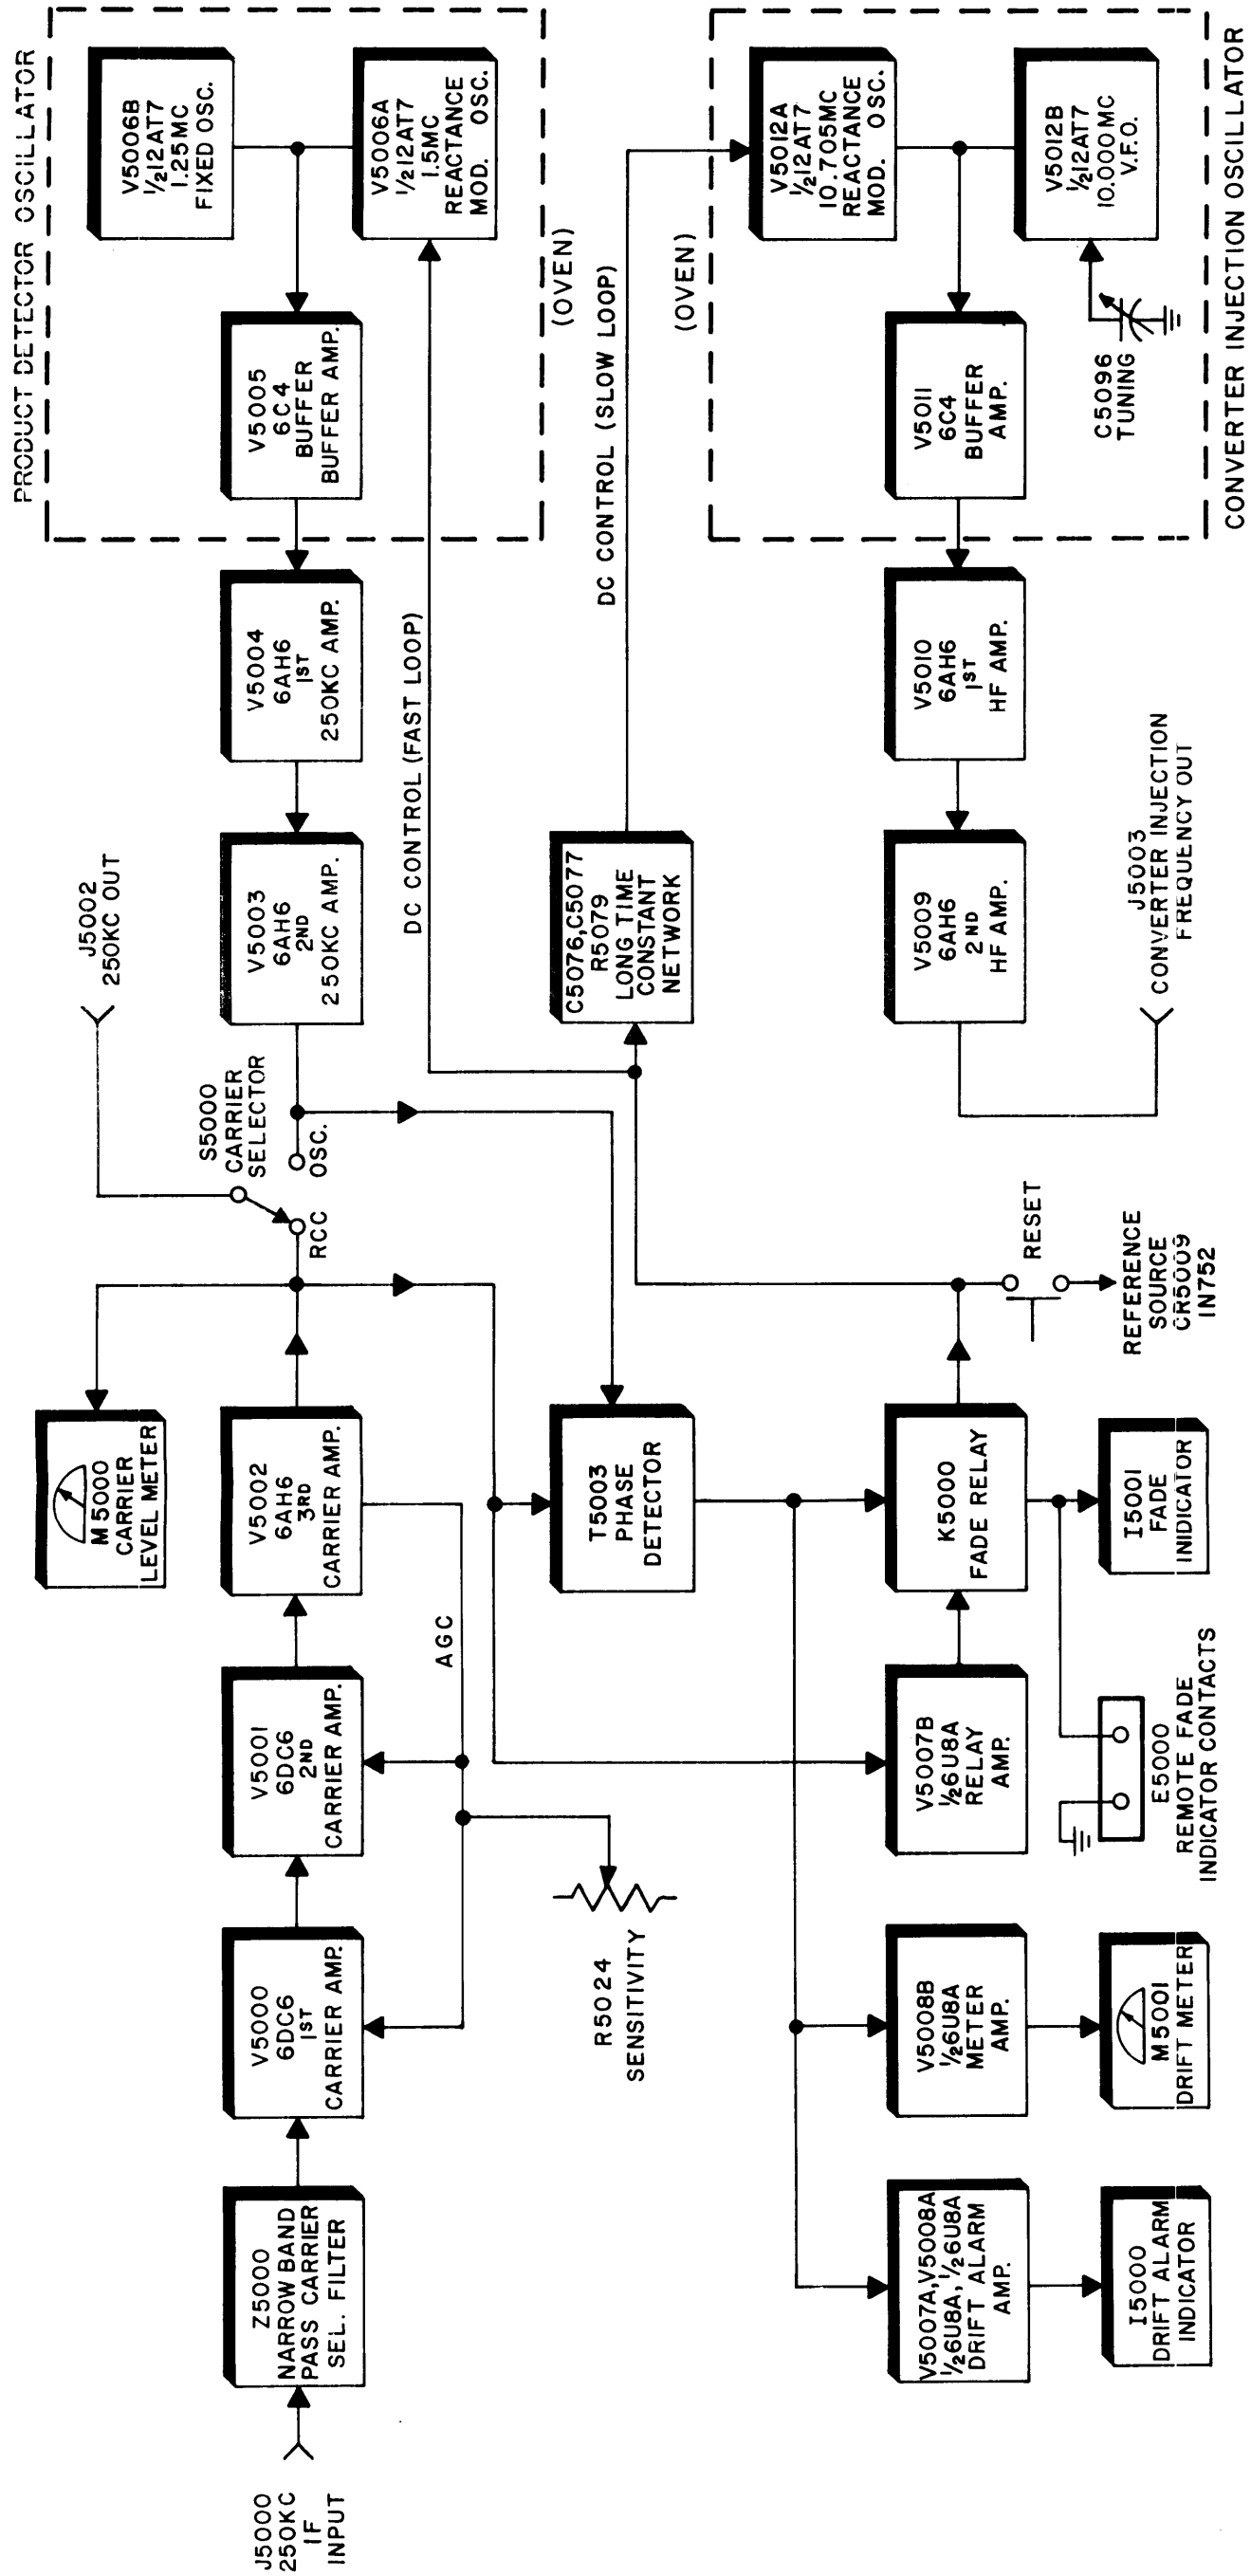 J5000
250KC
IF
INPUT
Z5000
NARROW BAND
PASS CARRIER
SEL. FILTER
V5000
6DC6
1ST
CARRIER AMP.
V5001
6DC6
2ND
CARRIER AMP.
V5002
6AH6
3RD
CARRIER AMP.
M5000
CARRIER
LEVEL METER
AGC
R5024
SENSITIVITY
RCC
OSC.
S5000
CARRIER
SELECTOR
J5002
250KC OUT
V5003
6AH6
2ND
250KC AMP.
V5004
6AH6
1ST
250KC AMP.
PRODUCT DETECTOR OSCILLATOR
V5005
6C4
BUFFER
BUFFER AMP.
V5006B
½12AT7
1.25MC
FIXED OSC.
V5006A
½12AT7
1.5MC
REACTANCE
MOD. OSC.
(OVEN)
DC CONTROL (FAST LOOP)
T5003
PHASE
DETECTOR
C5076,C5077
R5079
LONG TIME
CONSTANT
NETWORK
DC CONTROL (SLOW LOOP)
(OVEN)
V5007A,V5008A
½6U8A,½6U8A
DRIFT ALARM
AMP.
I5000
DRIFT ALARM
INDICATOR
V5008B
½6U8A
METER
AMP.
M5001
DRIFT METER
V5007B
½6U8A
RELAY
AMP.
E5000
REMOTE FADE
INDICATOR CONTACTS
K5000
FADE RELAY
I5001
FADE
INIDICATOR
RESET
REFERENCE
SOURCE
CR5009
IN752
V5009
6AH6
2ND
HF AMP.
J5003
CONVERTER INJECTION
FREQUENCY OUT
V5010
6AH6
1ST
HF AMP.
V5011
6C4
BUFFER
AMP.
V5012A
½12AT7
10.705MC
REACTANCE
MOD. OSC.
V5012B
½12AT7
10.000MC
V.F.O.
C5096
TUNING
CONVERTER INJECTION OSCILLATOR